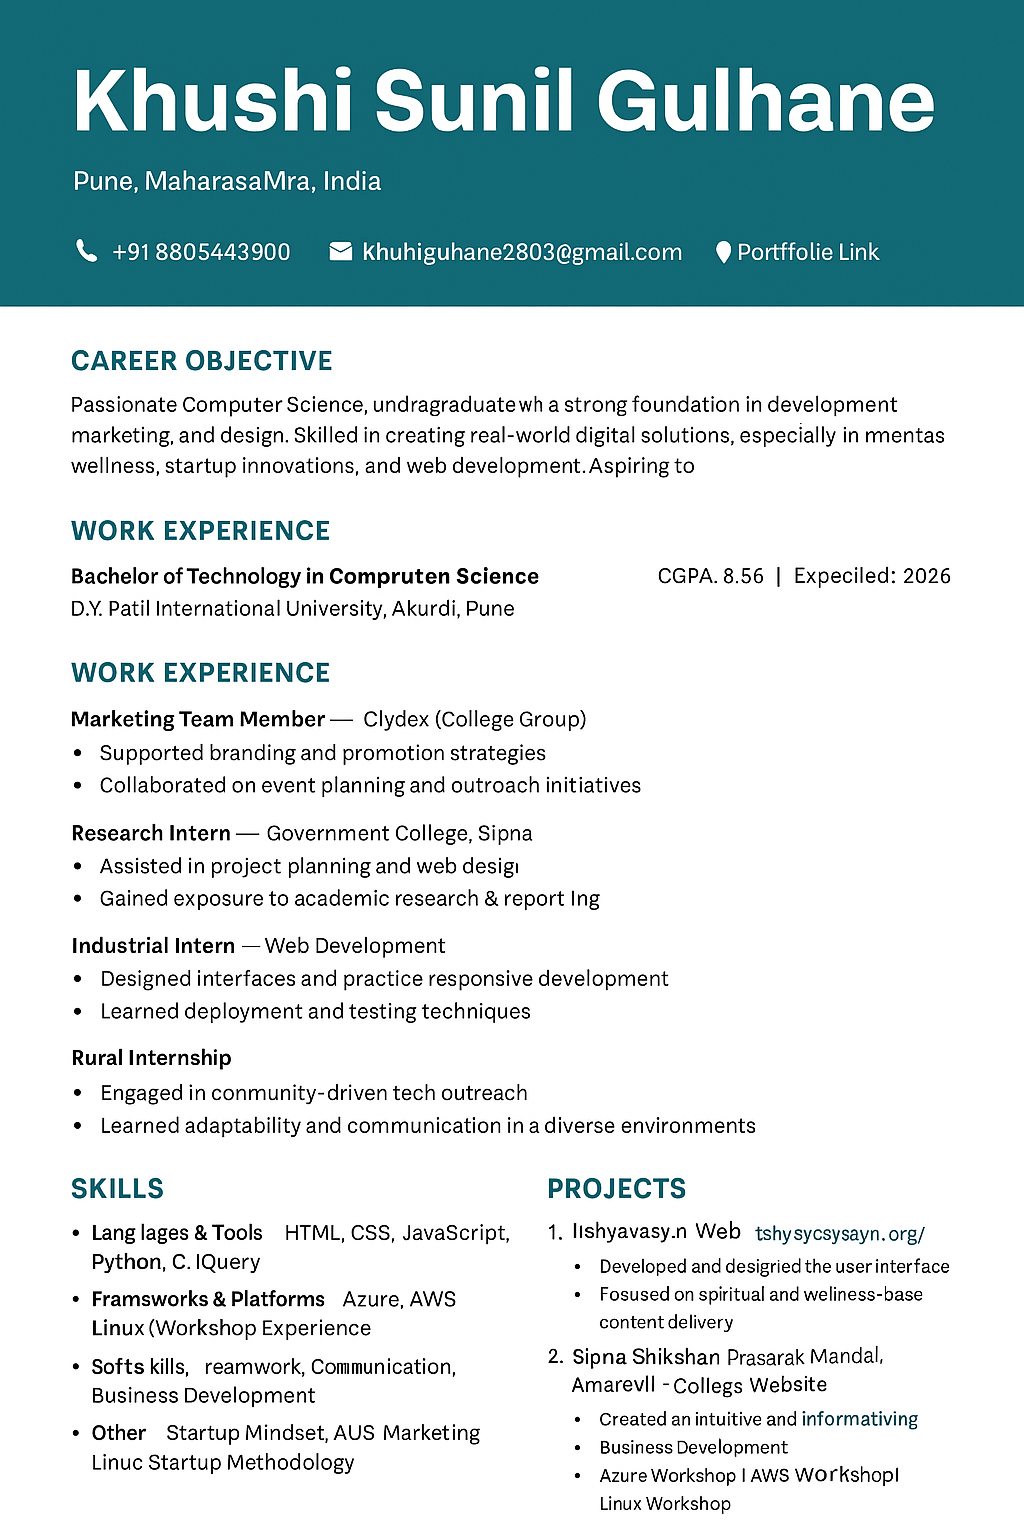 Khushi Sunil Gulhane
Pune, MaharasaMra, India
+91 8805443900 khuhiguhane2803@gmail.com Portffolie Link
CAREER OBJECTIVE
Passionate Computer Science, undragraduate wh a strong foundation in development
marketing, and design. Skilled in creating real-world digital solutions, especially in mmentas
wellness, startup innovations, and web development. Aspiring to
WORK EXPERIENCE
Bachelor of Technology in Compruten Science CGPA. 8.56 | Expeciled: 2026
D.Y. Patil International University, Akurdi, Pune
WORK EXPERIENCE
Marketing Team Member — Clydex (College Group)
• Supported branding and promotion strategies
• Collaborated on event planning and outreach initiatives
Research Intern — Government College, Sipna
• Assisted in project planning and web desigı
• Gained exposure to academic research & report Ing
Industrial Intern — Web Development
• Designed interfaces and practice responsive development
• Learned deployment and testing techniques
Rural Internship
• Engaged in conmunity-driven tech outreach
• Learned adaptability and communication in a diverse environments
SKILLS
• Lang lages & Tools HTML, CSS, JavaScript,
Python, C. IQuery
• Framsworks & Platforms Azure, AWS
Linux (Workshop Experience
• Softs kills, reamwork, Communication,
Business Development
• Other Startup Mindset, AUS Marketing
Linuc Startup Methodology
PROJECTS
1. IIshyavasy.n Web tshysycsysayn.org/
• Developed and desigried the user interface
• Fosused on spiritual and weliness-base
content delivery
2. Sipna Shikshan Prasarak Mandal,
Amarevll - Collegs Website
• Created an intuitive and informativing
• Business Development
• Azure Workshop I AWS WorkshopI
Linux Workshop